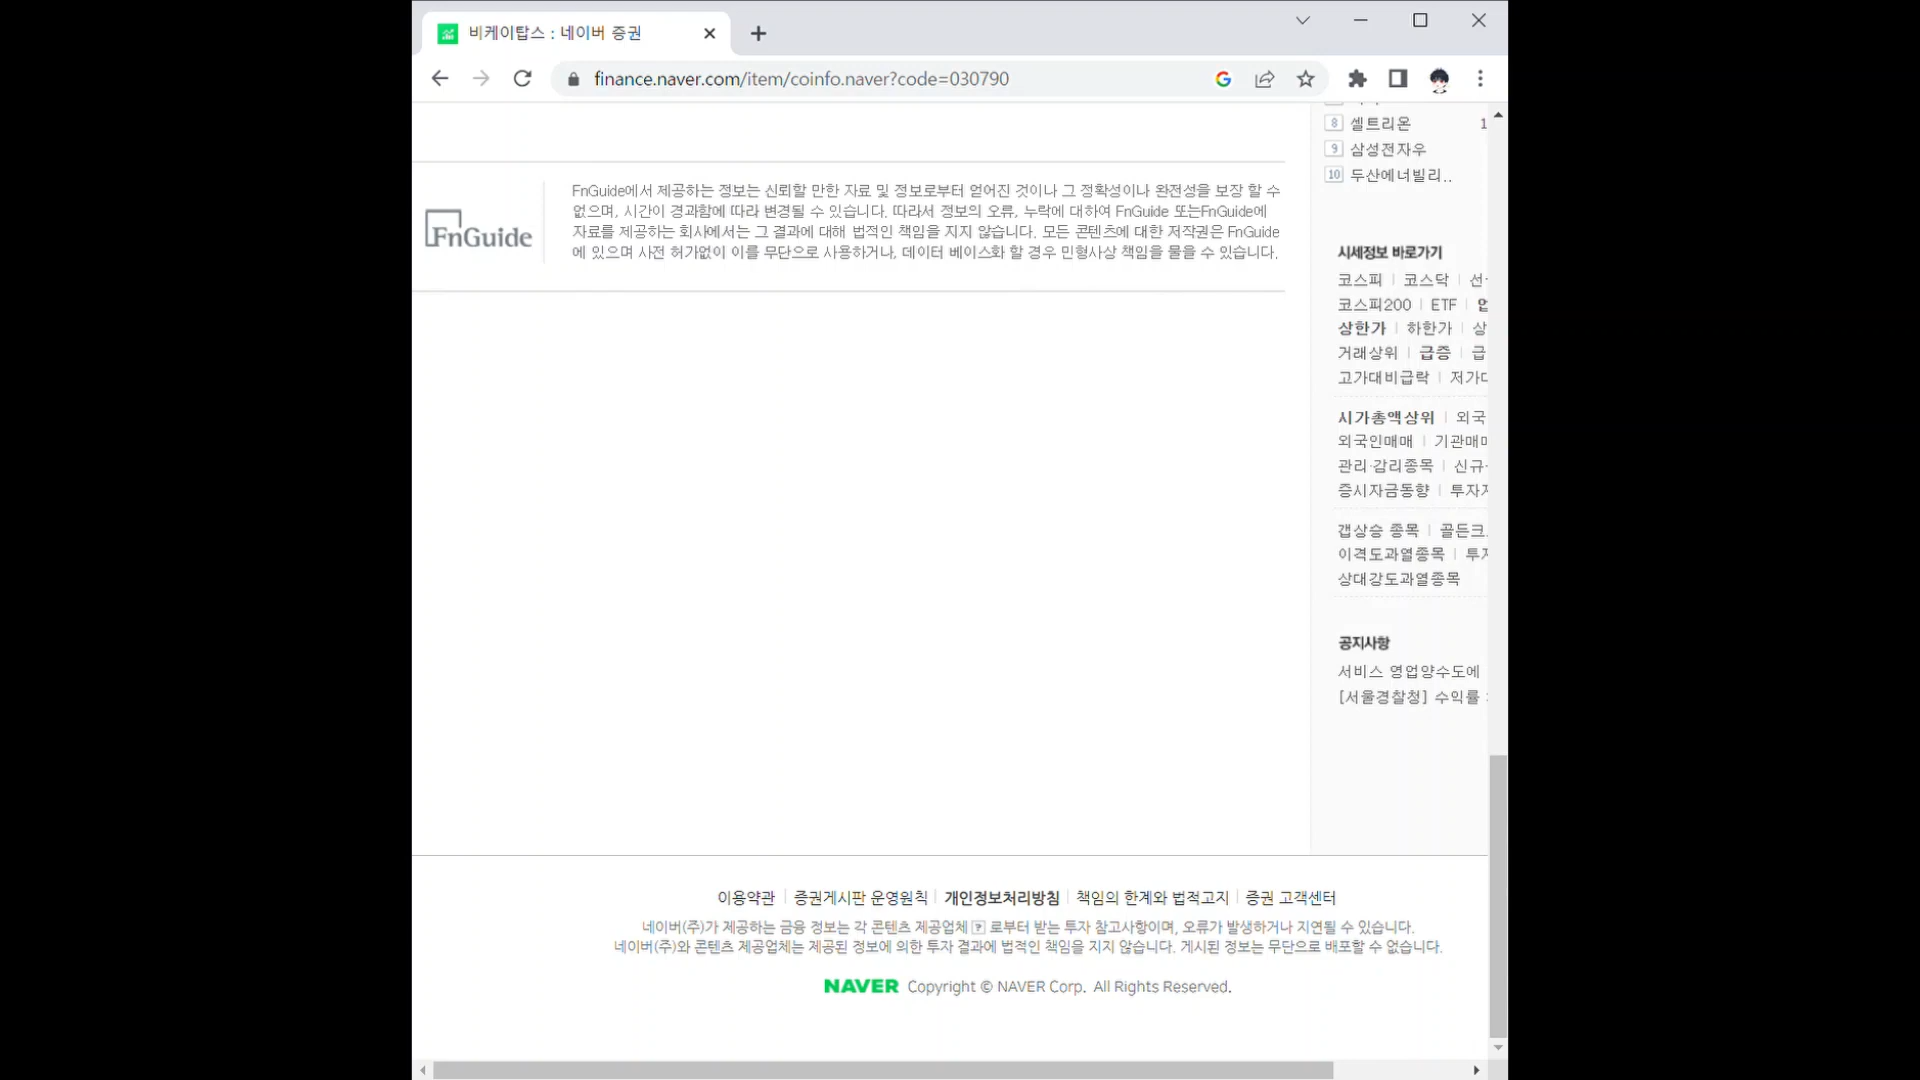 비케이탑스 : 네이버 증권
finance.naver.com/item/coinfo.naver?code=030790
8 셀트리온 1
9 삼성전자우
10 두산에너빌리..
FnGuide
FnGuide에서 제공하는 정보는 신뢰할 만한 자료 및 정보로부터 얻어진 것이나 그 정확성이나 완전성을 보장 할 수
없으며, 시간이 경과함에 따라 변경될 수 있습니다. 따라서 정보의 오류, 누락에 대하여 FnGuide 또는FnGuide에
자료를 제공하는 회사에서는 그 결과에 대해 법적인 책임을 지지 않습니다. 모든 콘텐츠에 대한 저작권은 FnGuide
에 있으며 사전 허가없이 이를 무단으로 사용하거나, 데이터 베이스화 할 경우 민형사상 책임을 물을 수 있습니다.
시세정보 바로가기
코스피 | 코스닥 | 선
코스피200 | ETF |
상한가 | 하한가 | 상
거래상위 | 급증 | 급
고가대비급락 | 저가
시가총액상위 | 외국
외국인매매 | 기관매
관리·감리종목 | 신규
증시자금동향 | 투자
갭상승 종목 | 골든크
이격도과열종목 | 투
상대강도과열종목
공지사항
서비스 영업양수도에
[서울경찰청] 수익률
이용약관 | 증권게시판 운영원칙 | 개인정보처리방침 | 책임의 한계와 법적고지 | 증권 고객센터
네이버(주)가 제공하는 금융 정보는 각 콘텐츠 제공업체 ? 로부터 받는 투자 참고사항이며, 오류가 발생하거나 지연될 수 있습니다.
네이버(주)와 콘텐츠 제공업체는 제공된 정보에 의한 투자 결과에 법적인 책임을 지지 않습니다. 게시된 정보는 무단으로 배포할 수 없습니다.
NAVER Copyright © NAVER Corp. All Rights Reserved.